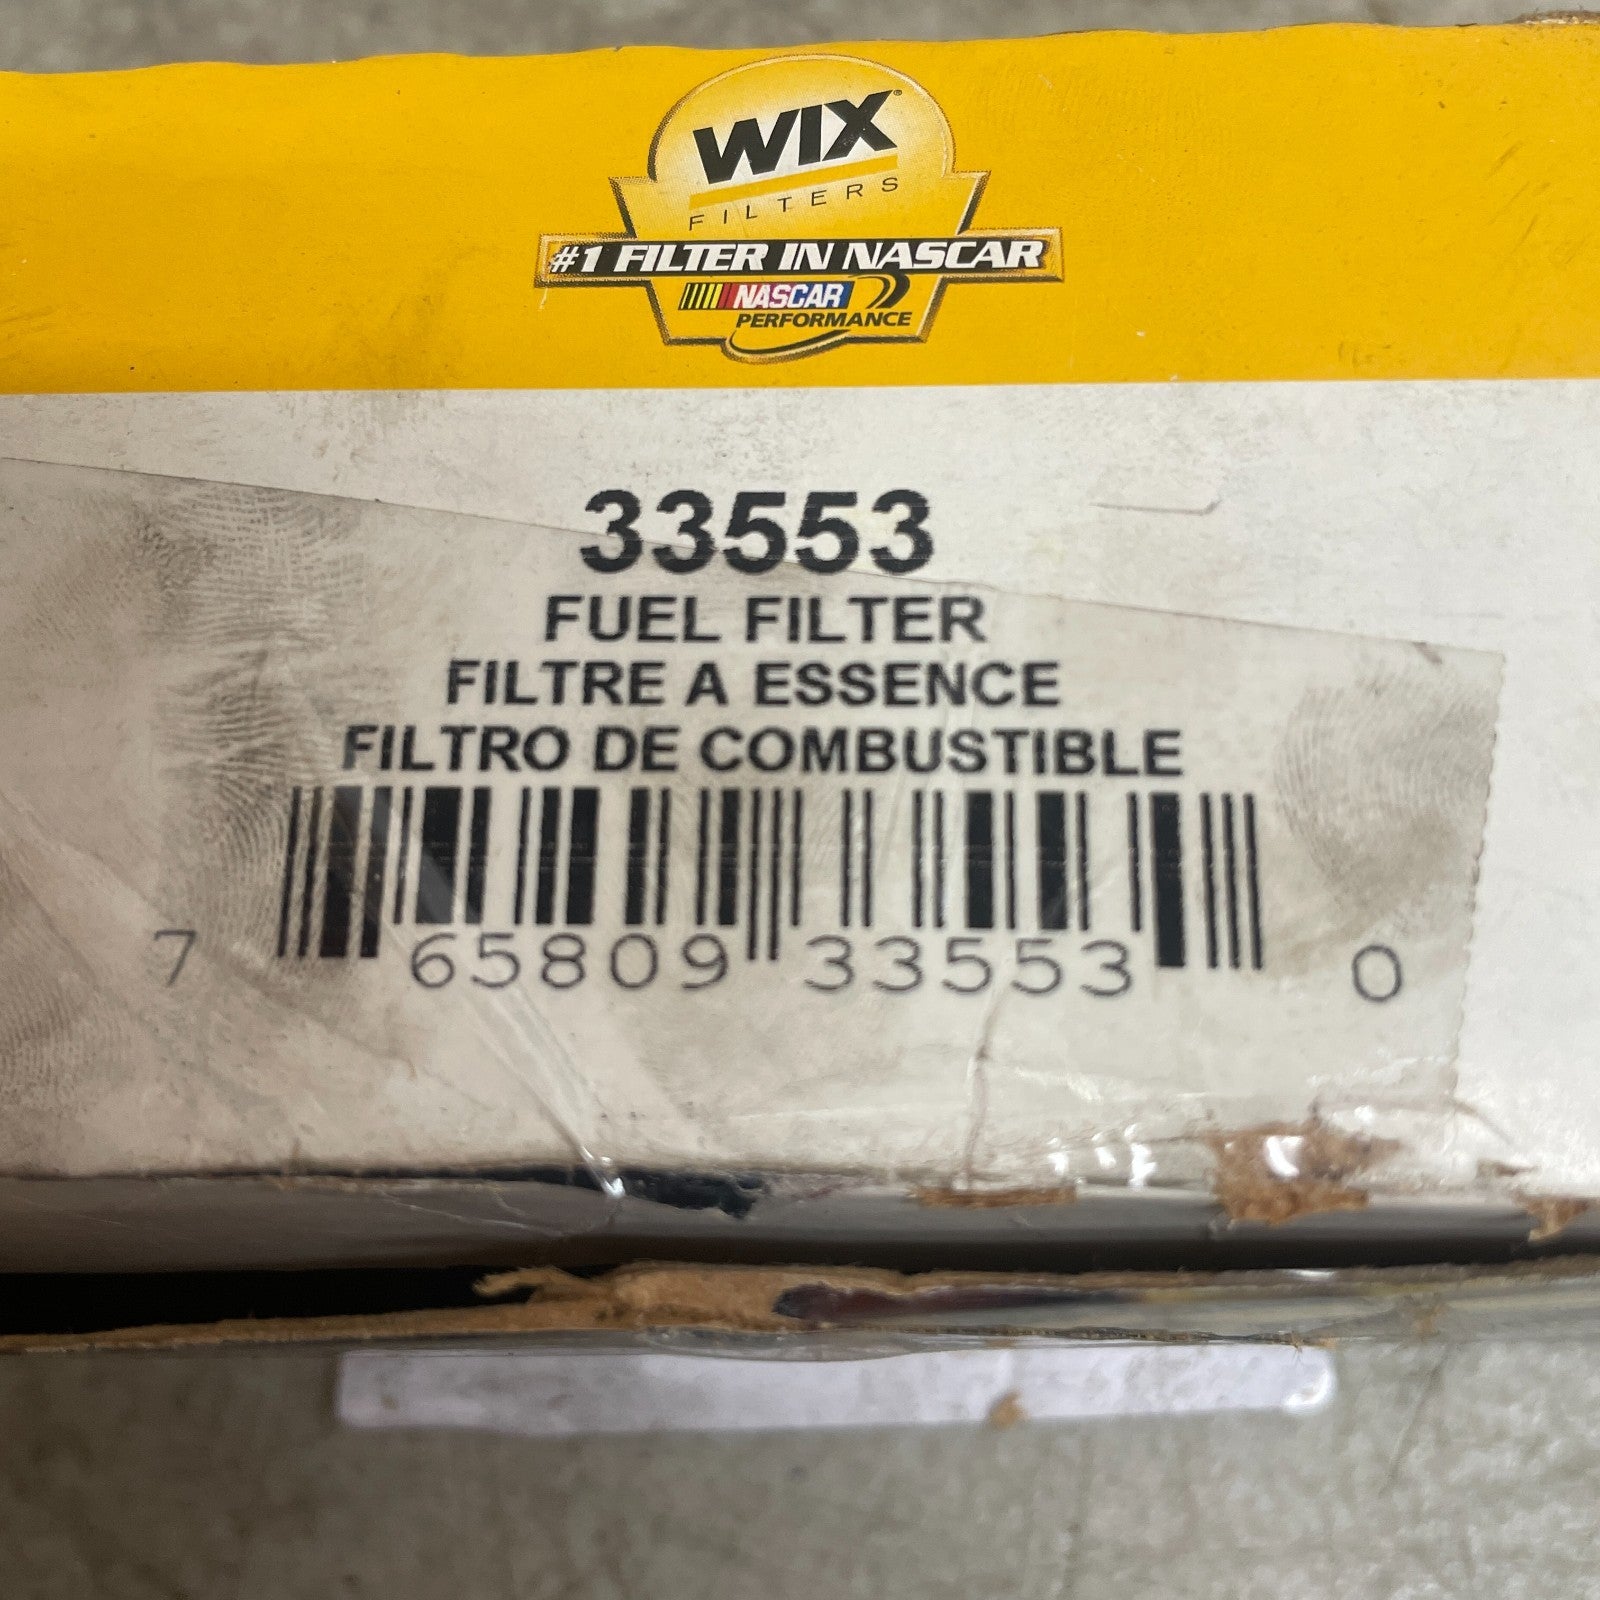 WIX
FILTERS
#1 FILTER IN NASCAR
NASCAR
PERFORMANCE
33553
FUEL FILTER
FILTRE A ESSENCE
FILTRO DE COMBUSTIBLE
7 65809 33553 0